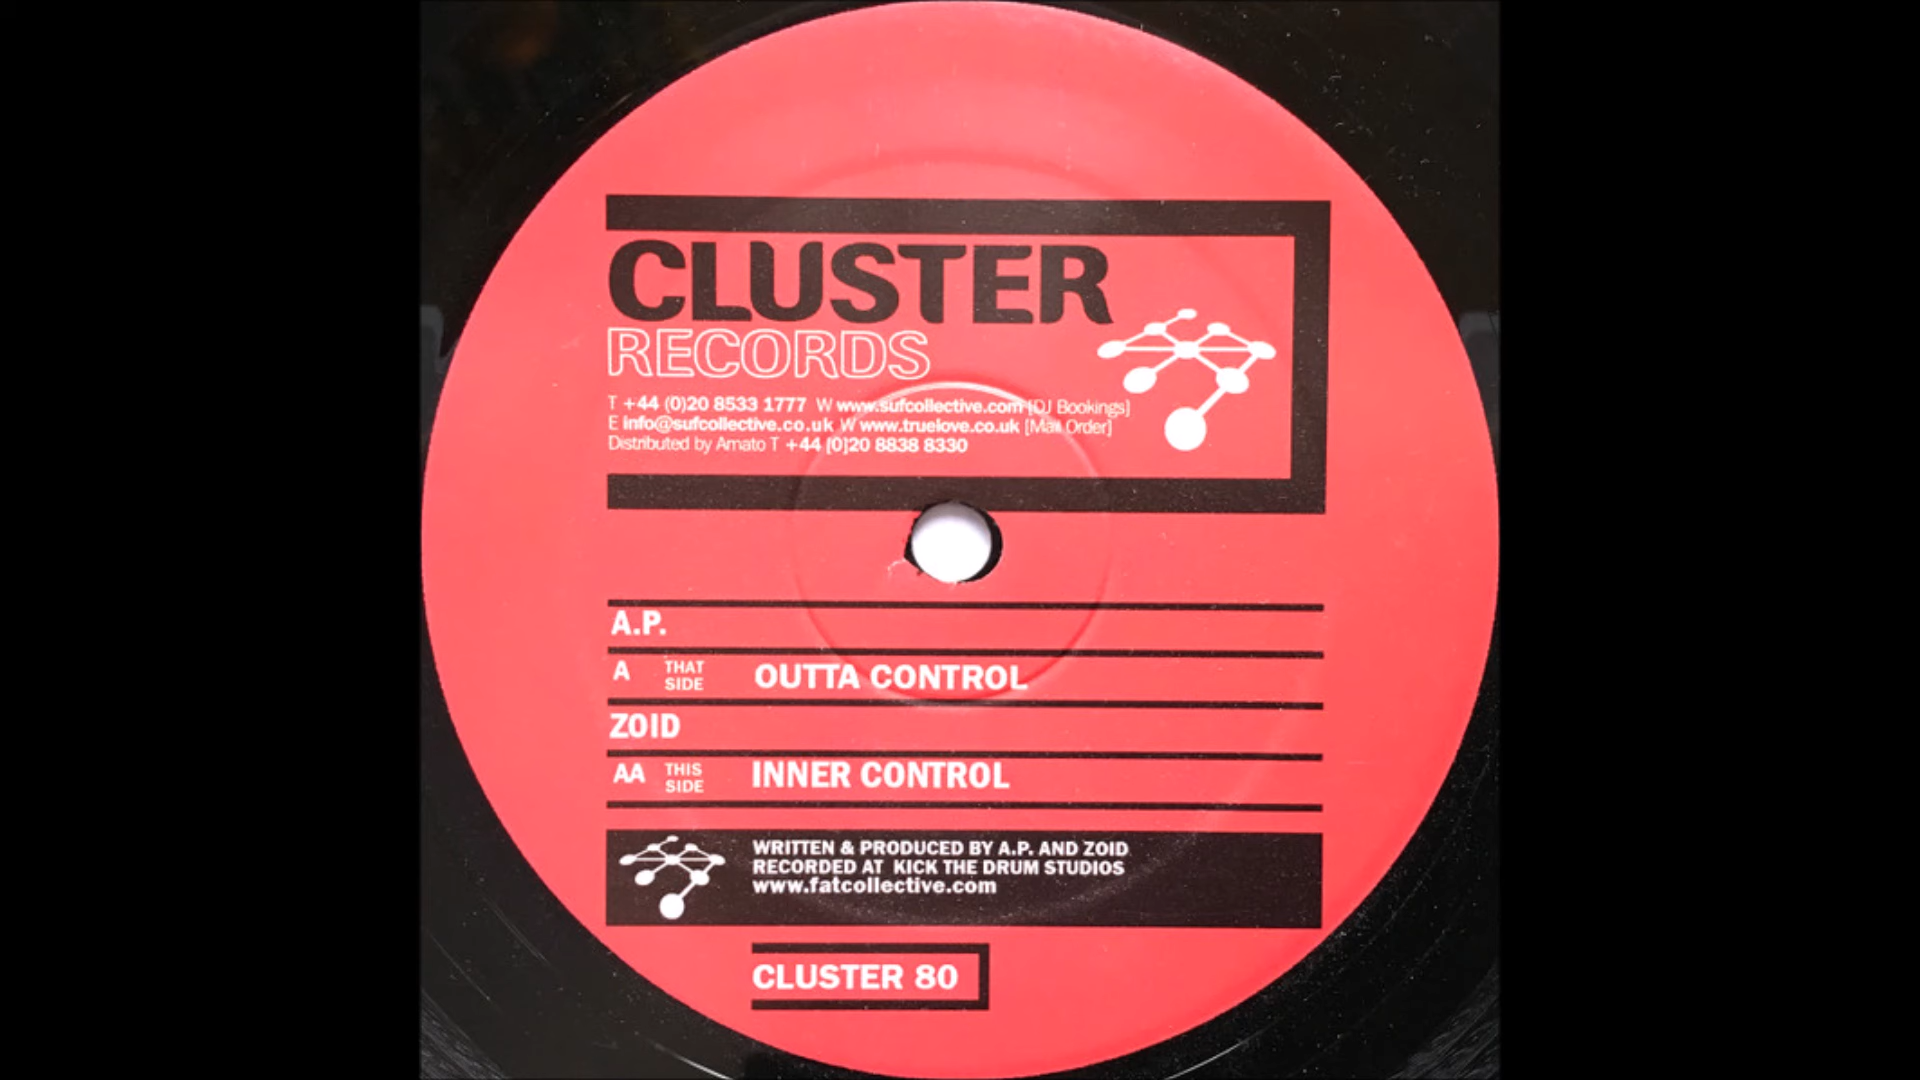 CLUSTER
RECORDS
T +44 (0)20 8533 1777 W www.sufcollective.com [DJ Bookings]
E info@sufcollective.co.uk W www.truelove.co.uk [Mail Order]
Distributed by Amato T +44 [0]20 8838 8330
A.P.
A THAT SIDE OUTTA CONTROL
ZOID
AA THIS SIDE INNER CONTROL
WRITTEN & PRODUCED BY A.P. AND ZOID
RECORDED AT KICK THE DRUM STUDIOS
www.fatcollective.com
CLUSTER 80